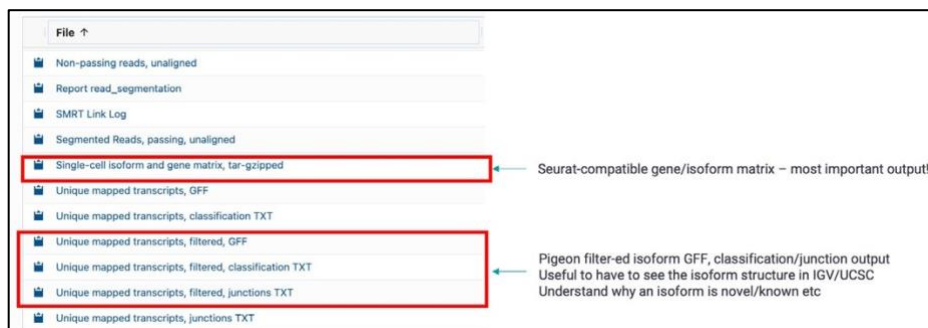 File ↑
Non-passing reads, unaligned
Report read_segmentation
SMRT Link Log
Segmented Reads, passing, unaligned
Single-cell isoform and gene matrix, tar-gzipped
Seurat-compatible gene/isoform matrix – most important output!
Unique mapped transcripts, GFF
Unique mapped transcripts, classification TXT
Unique mapped transcripts, filtered, GFF
Unique mapped transcripts, filtered, classification TXT
Unique mapped transcripts, filtered, junctions TXT
Pigeon filter-ed isoform GFF, classification/junction output
Useful to have to see the isoform structure in IGV/UCSC
Understand why an isoform is novel/known etc
Unique mapped transcripts, junctions TXT